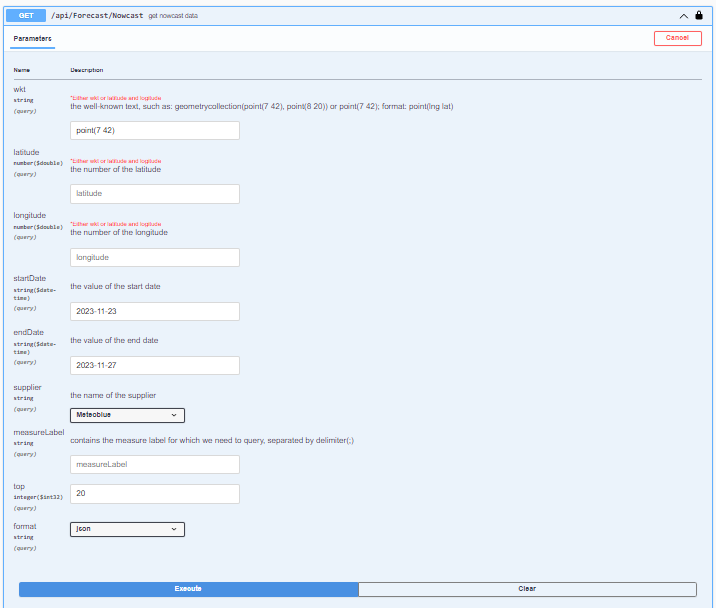 GET /api/Forecast/Nowcast get nowcast data
Parameters
Cancel
Name Description
wkt
string
(query)
*Either wkt or latitude and logitude
the well-known text, such as: geometrycollection(point(7 42), point(8 20)) or point(7 42); format: point(lng lat)
point(7 42)
latitude
number($double)
(query)
*Either wkt or latitude and logitude
the number of the latitude
latitude
longitude
number($double)
(query)
*Either wkt or latitude and logitude
the number of the longitude
longitude
startDate
string($date-
time)
(query)
the value of the start date
2023-11-23
endDate
string($date-
time)
(query)
the value of the end date
2023-11-27
supplier
string
(query)
the name of the supplier
Meteoblue
measureLabel
string
(query)
contains the measure label for which we need to query, separated by delimiter(;)
measureLabel
top
integer($int32)
(query)
20
format
string
(query)
json
Execute
Clear